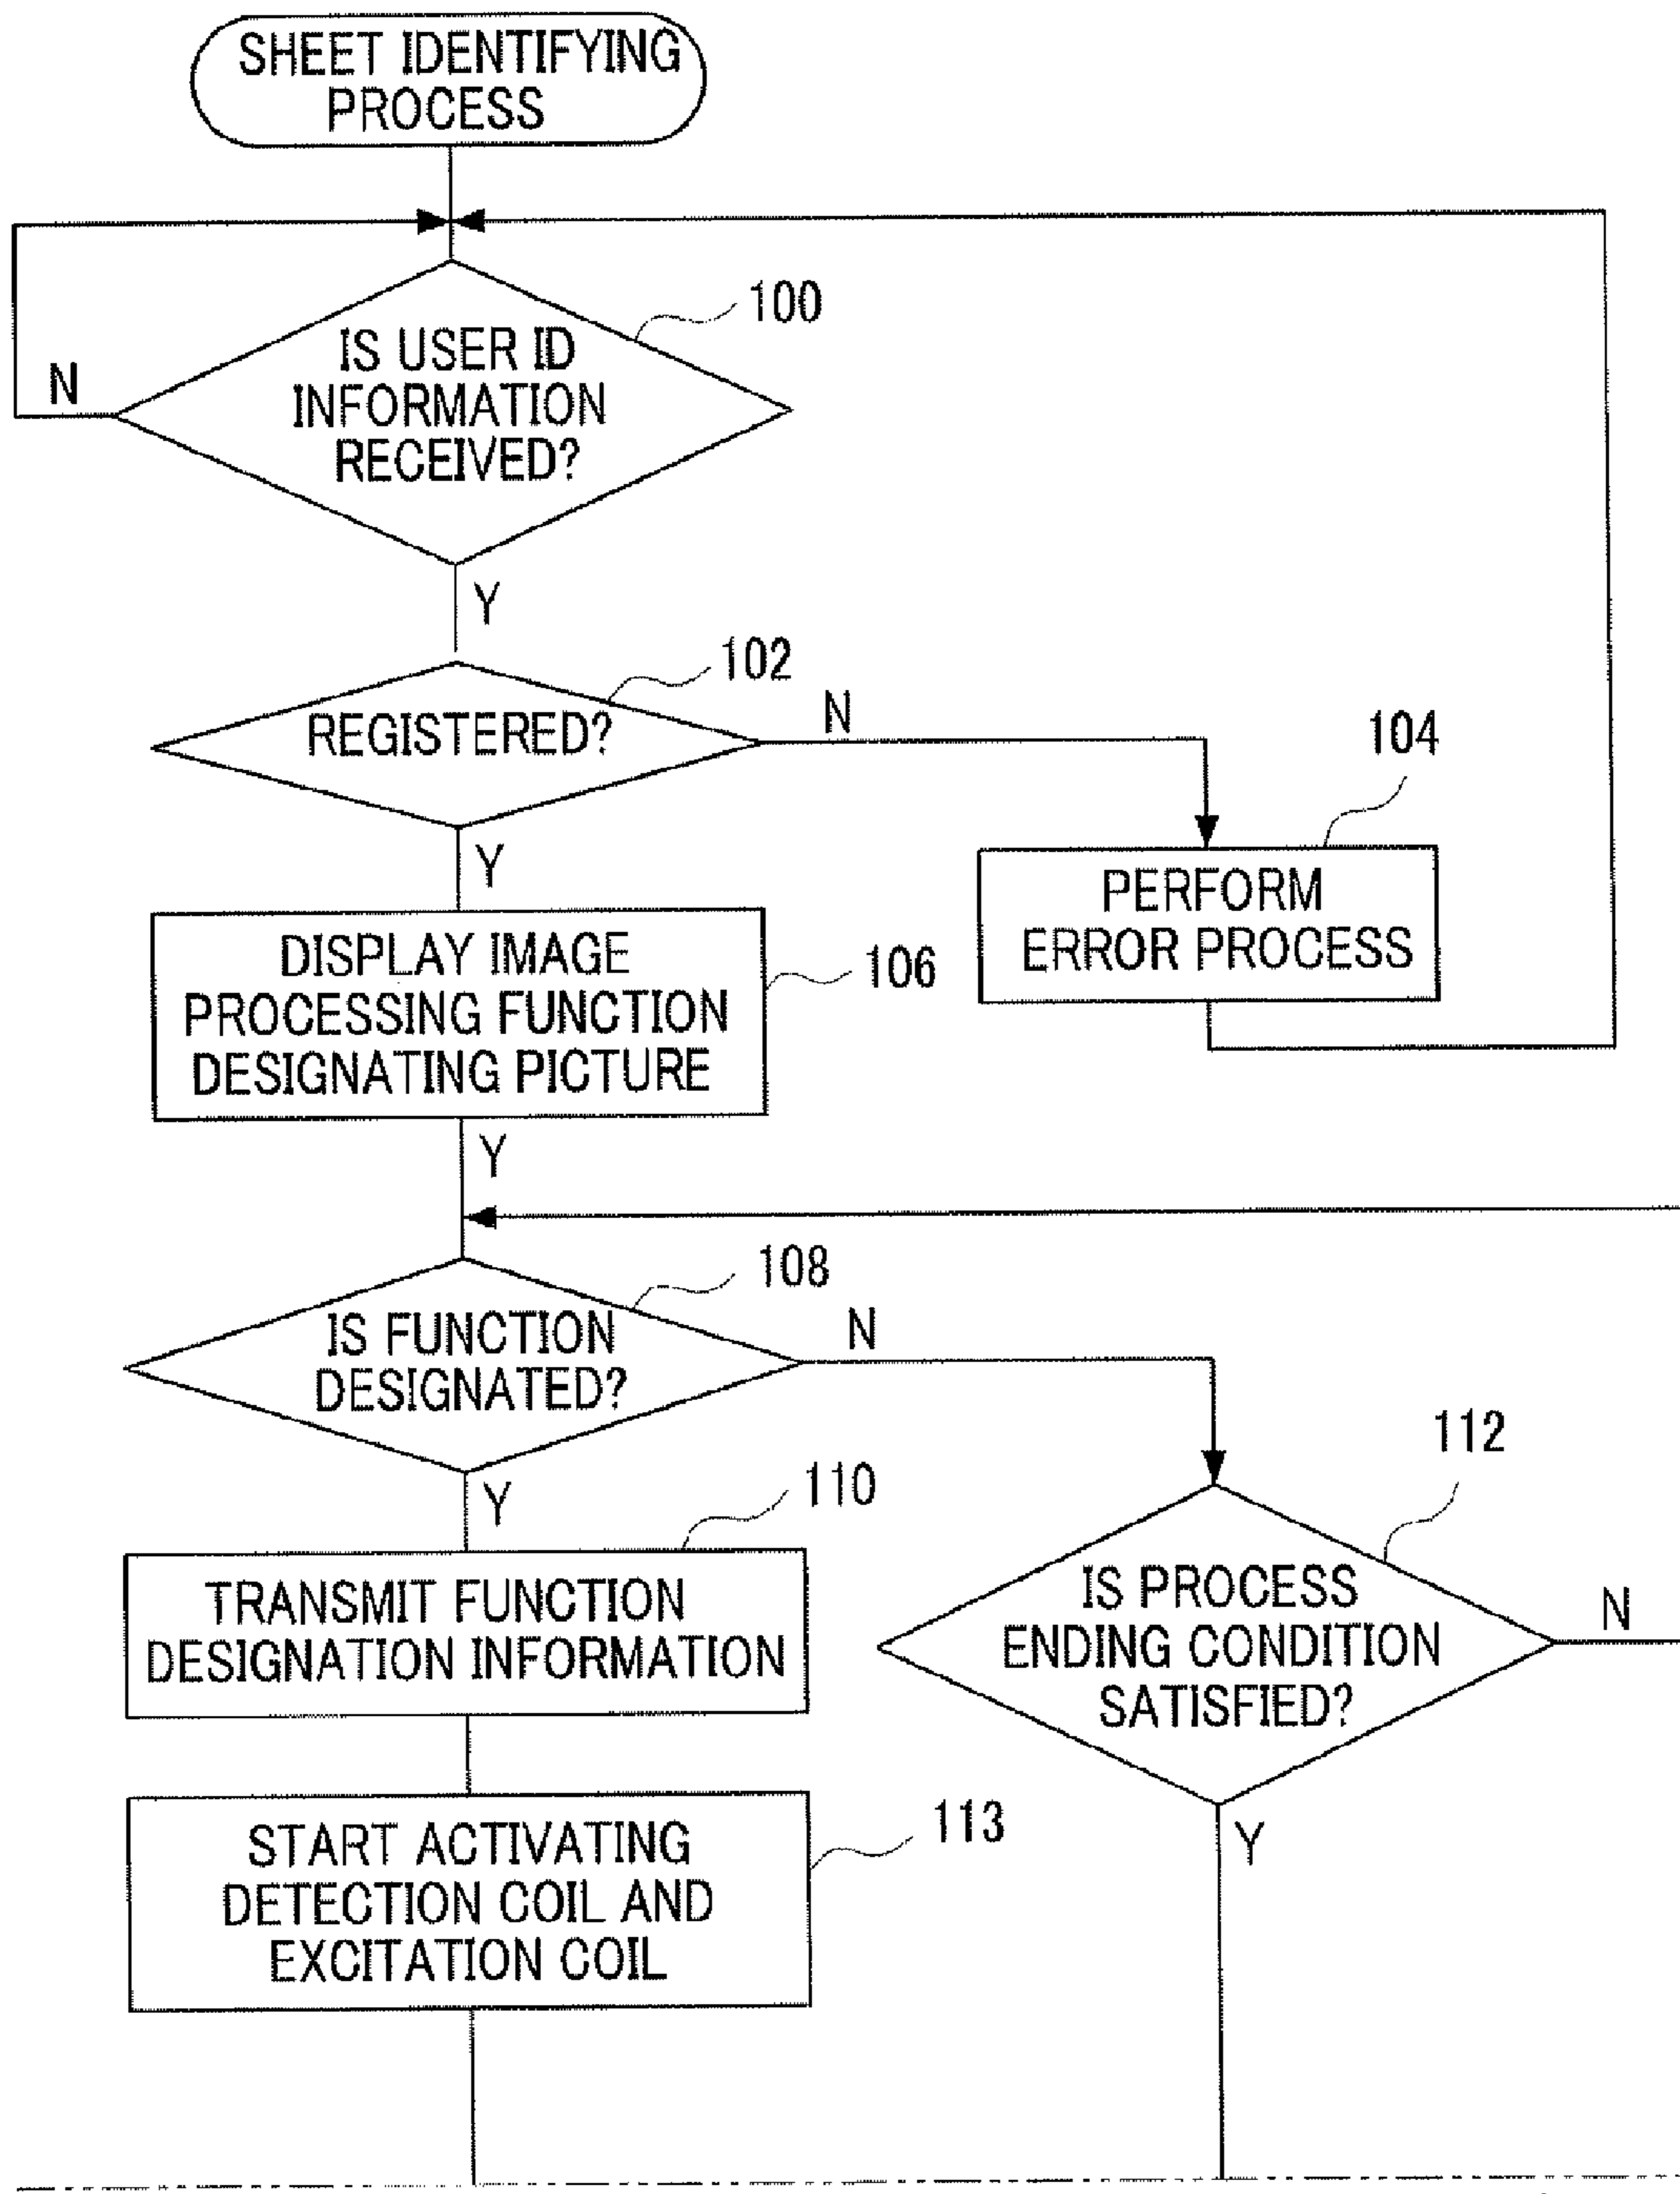 SHEET IDENTIFYING
PROCESS
100
IS USER ID
INFORMATION
RECEIVED?
N
Y
102
REGISTERED?
N
104
Y
PERFORM
ERROR PROCESS
DISPLAY IMAGE
PROCESSING FUNCTION
DESIGNATING PICTURE
106
Y
108
IS FUNCTION
DESIGNATED?
N
112
Y
110
TRANSMIT FUNCTION
DESIGNATION INFORMATION
IS PROCESS
ENDING CONDITION
SATISFIED?
N
Y
START ACTIVATING
DETECTION COIL AND
EXCITATION COIL
113